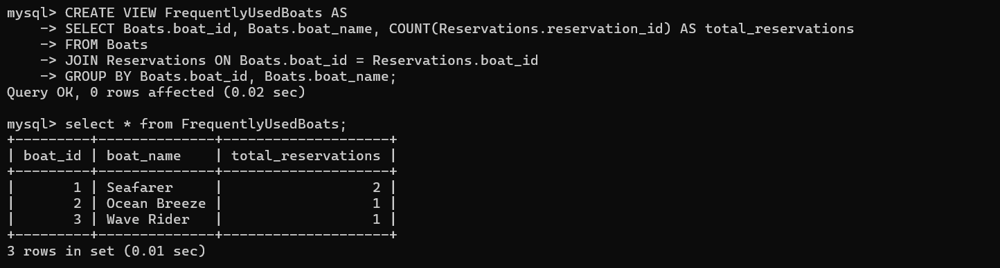 mysql> CREATE VIEW FrequentlyUsedBoats AS
    -> SELECT Boats.boat_id, Boats.boat_name, COUNT(Reservations.reservation_id) AS total_reservations
    -> FROM Boats
    -> JOIN Reservations ON Boats.boat_id = Reservations.boat_id
    -> GROUP BY Boats.boat_id, Boats.boat_name;
Query OK, 0 rows affected (0.02 sec)

mysql> select * from FrequentlyUsedBoats;
+---------+--------------+--------------------+
| boat_id | boat_name    | total_reservations |
+---------+--------------+--------------------+
|       1 | Seafarer     |                  2 |
|       2 | Ocean Breeze |                  1 |
|       3 | Wave Rider   |                  1 |
+---------+--------------+--------------------+
3 rows in set (0.01 sec)